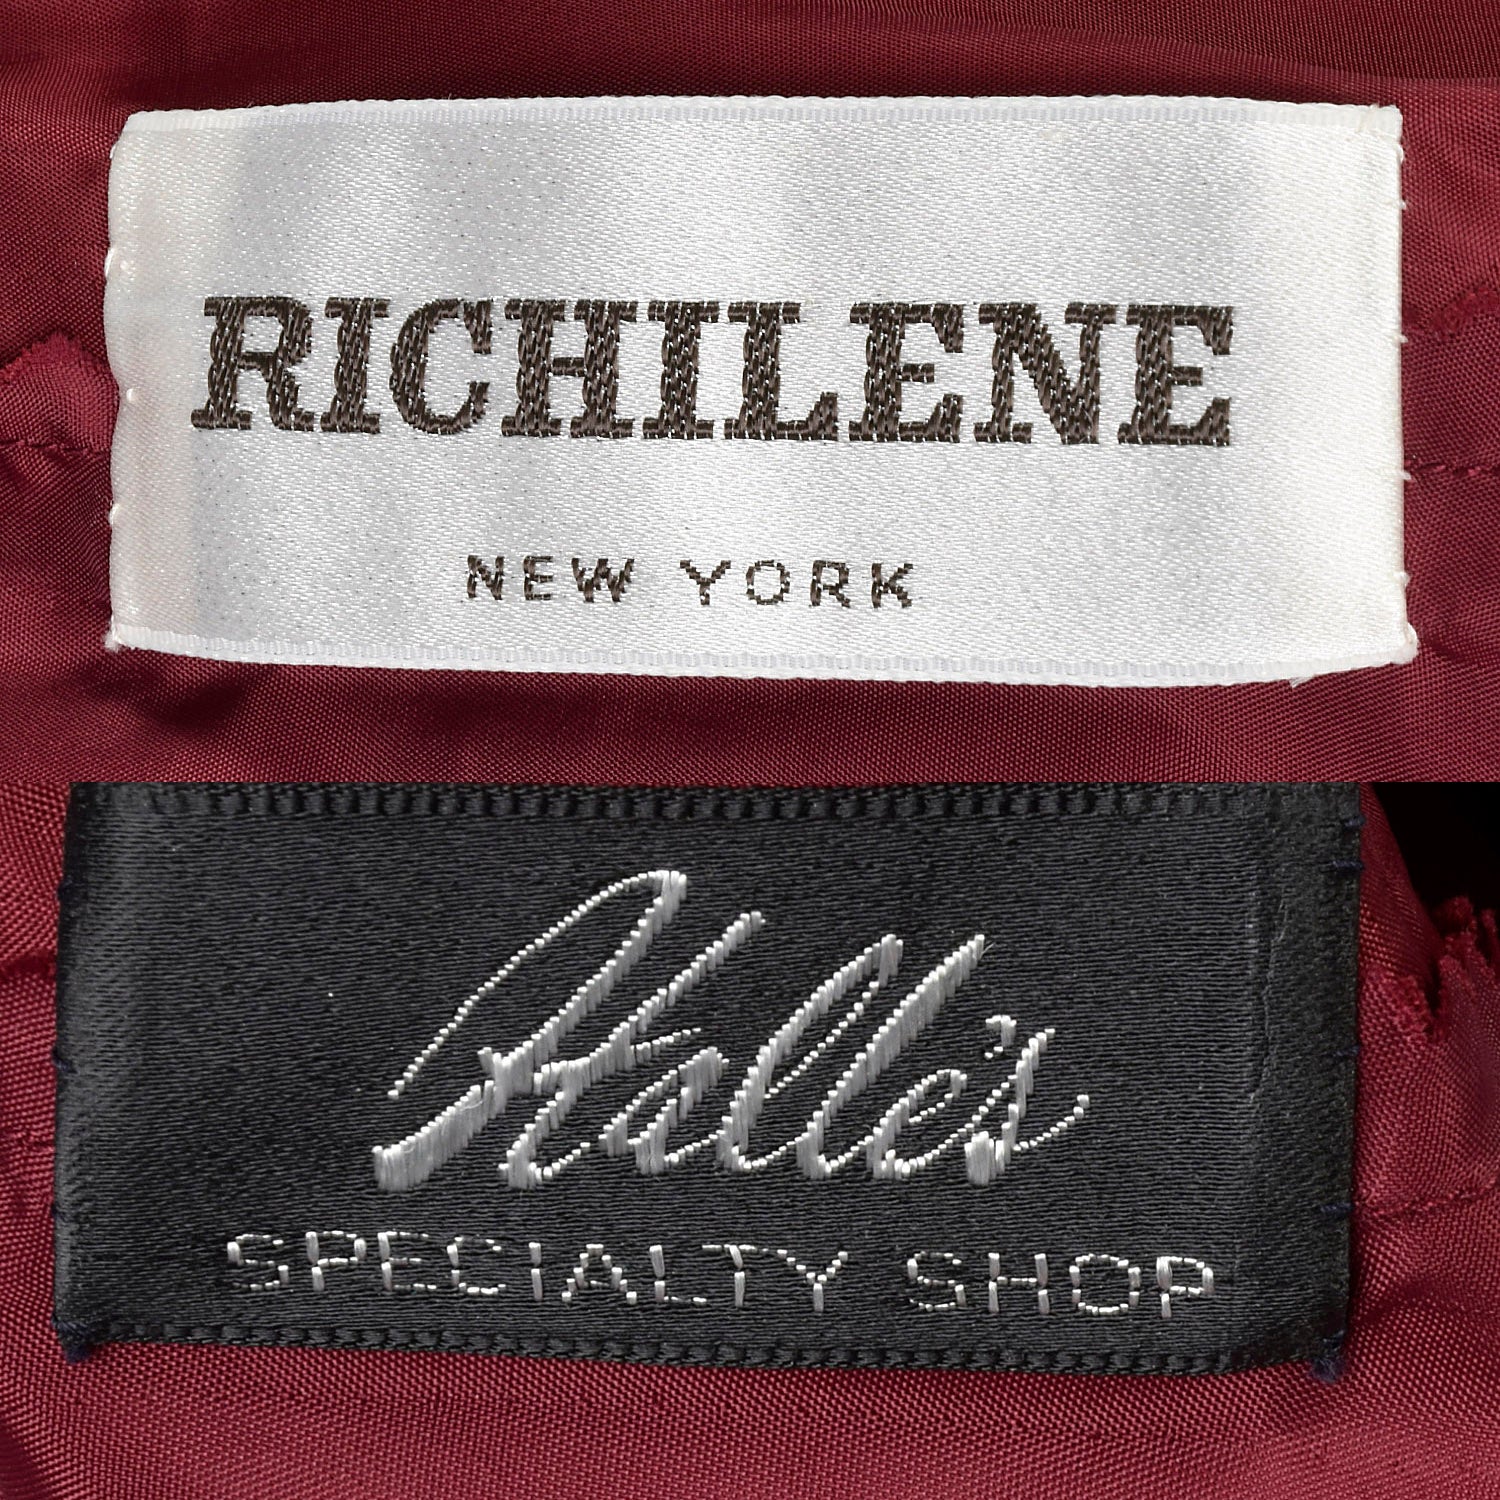 RICHILENE
NEW YORK
Halle's
SPECIALTY SHOP